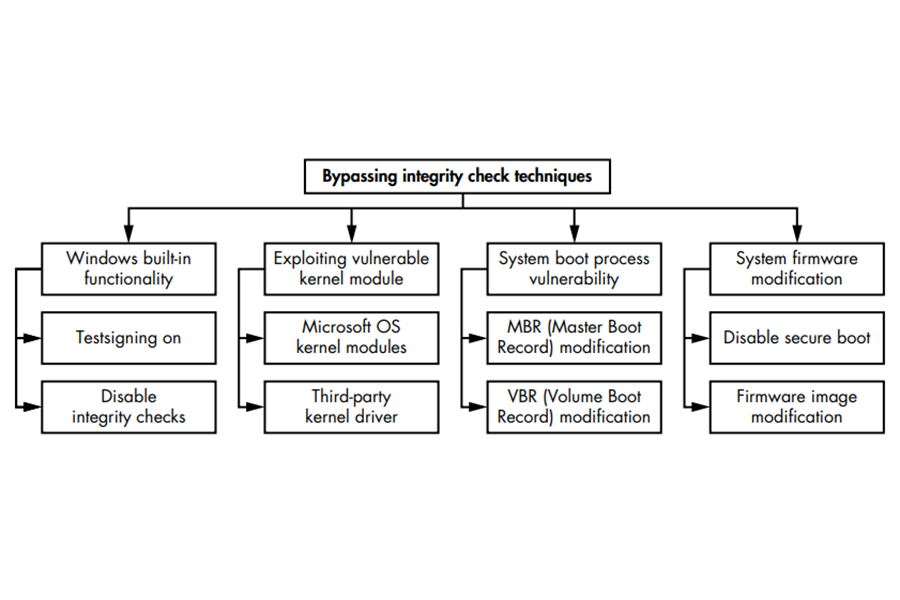 Bypassing integrity check techniques
Windows built-in
functionality
Testsigning on
Disable
integrity checks
Exploiting vulnerable
kernel module
Microsoft OS
kernel modules
Third-party
kernel driver
System boot process
vulnerability
MBR (Master Boot
Record) modification
VBR (Volume Boot
Record) modification
System firmware
modification
Disable secure boot
Firmware image
modification